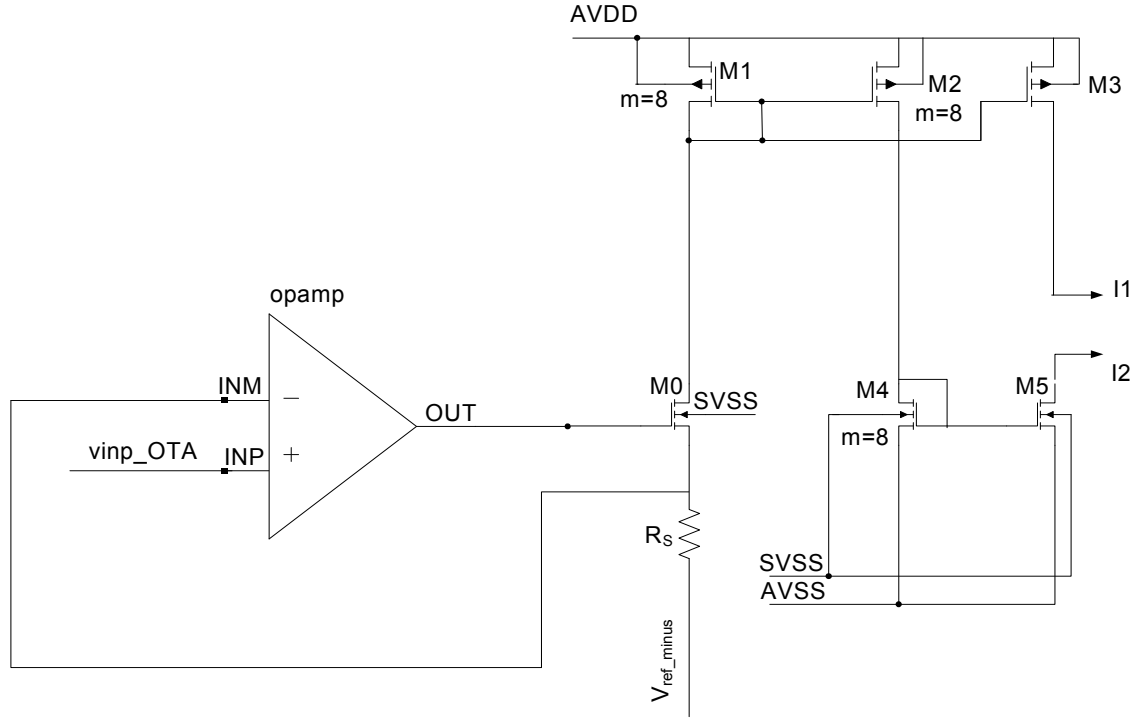 AVDD
M1
M2
M3
m=8
m=8
opamp
I1
I2
INM
−
M0
SVSS
M4
M5
OUT
vinp_OTA
INP
+
m=8
RS
SVSS
AVSS
Vref_minus